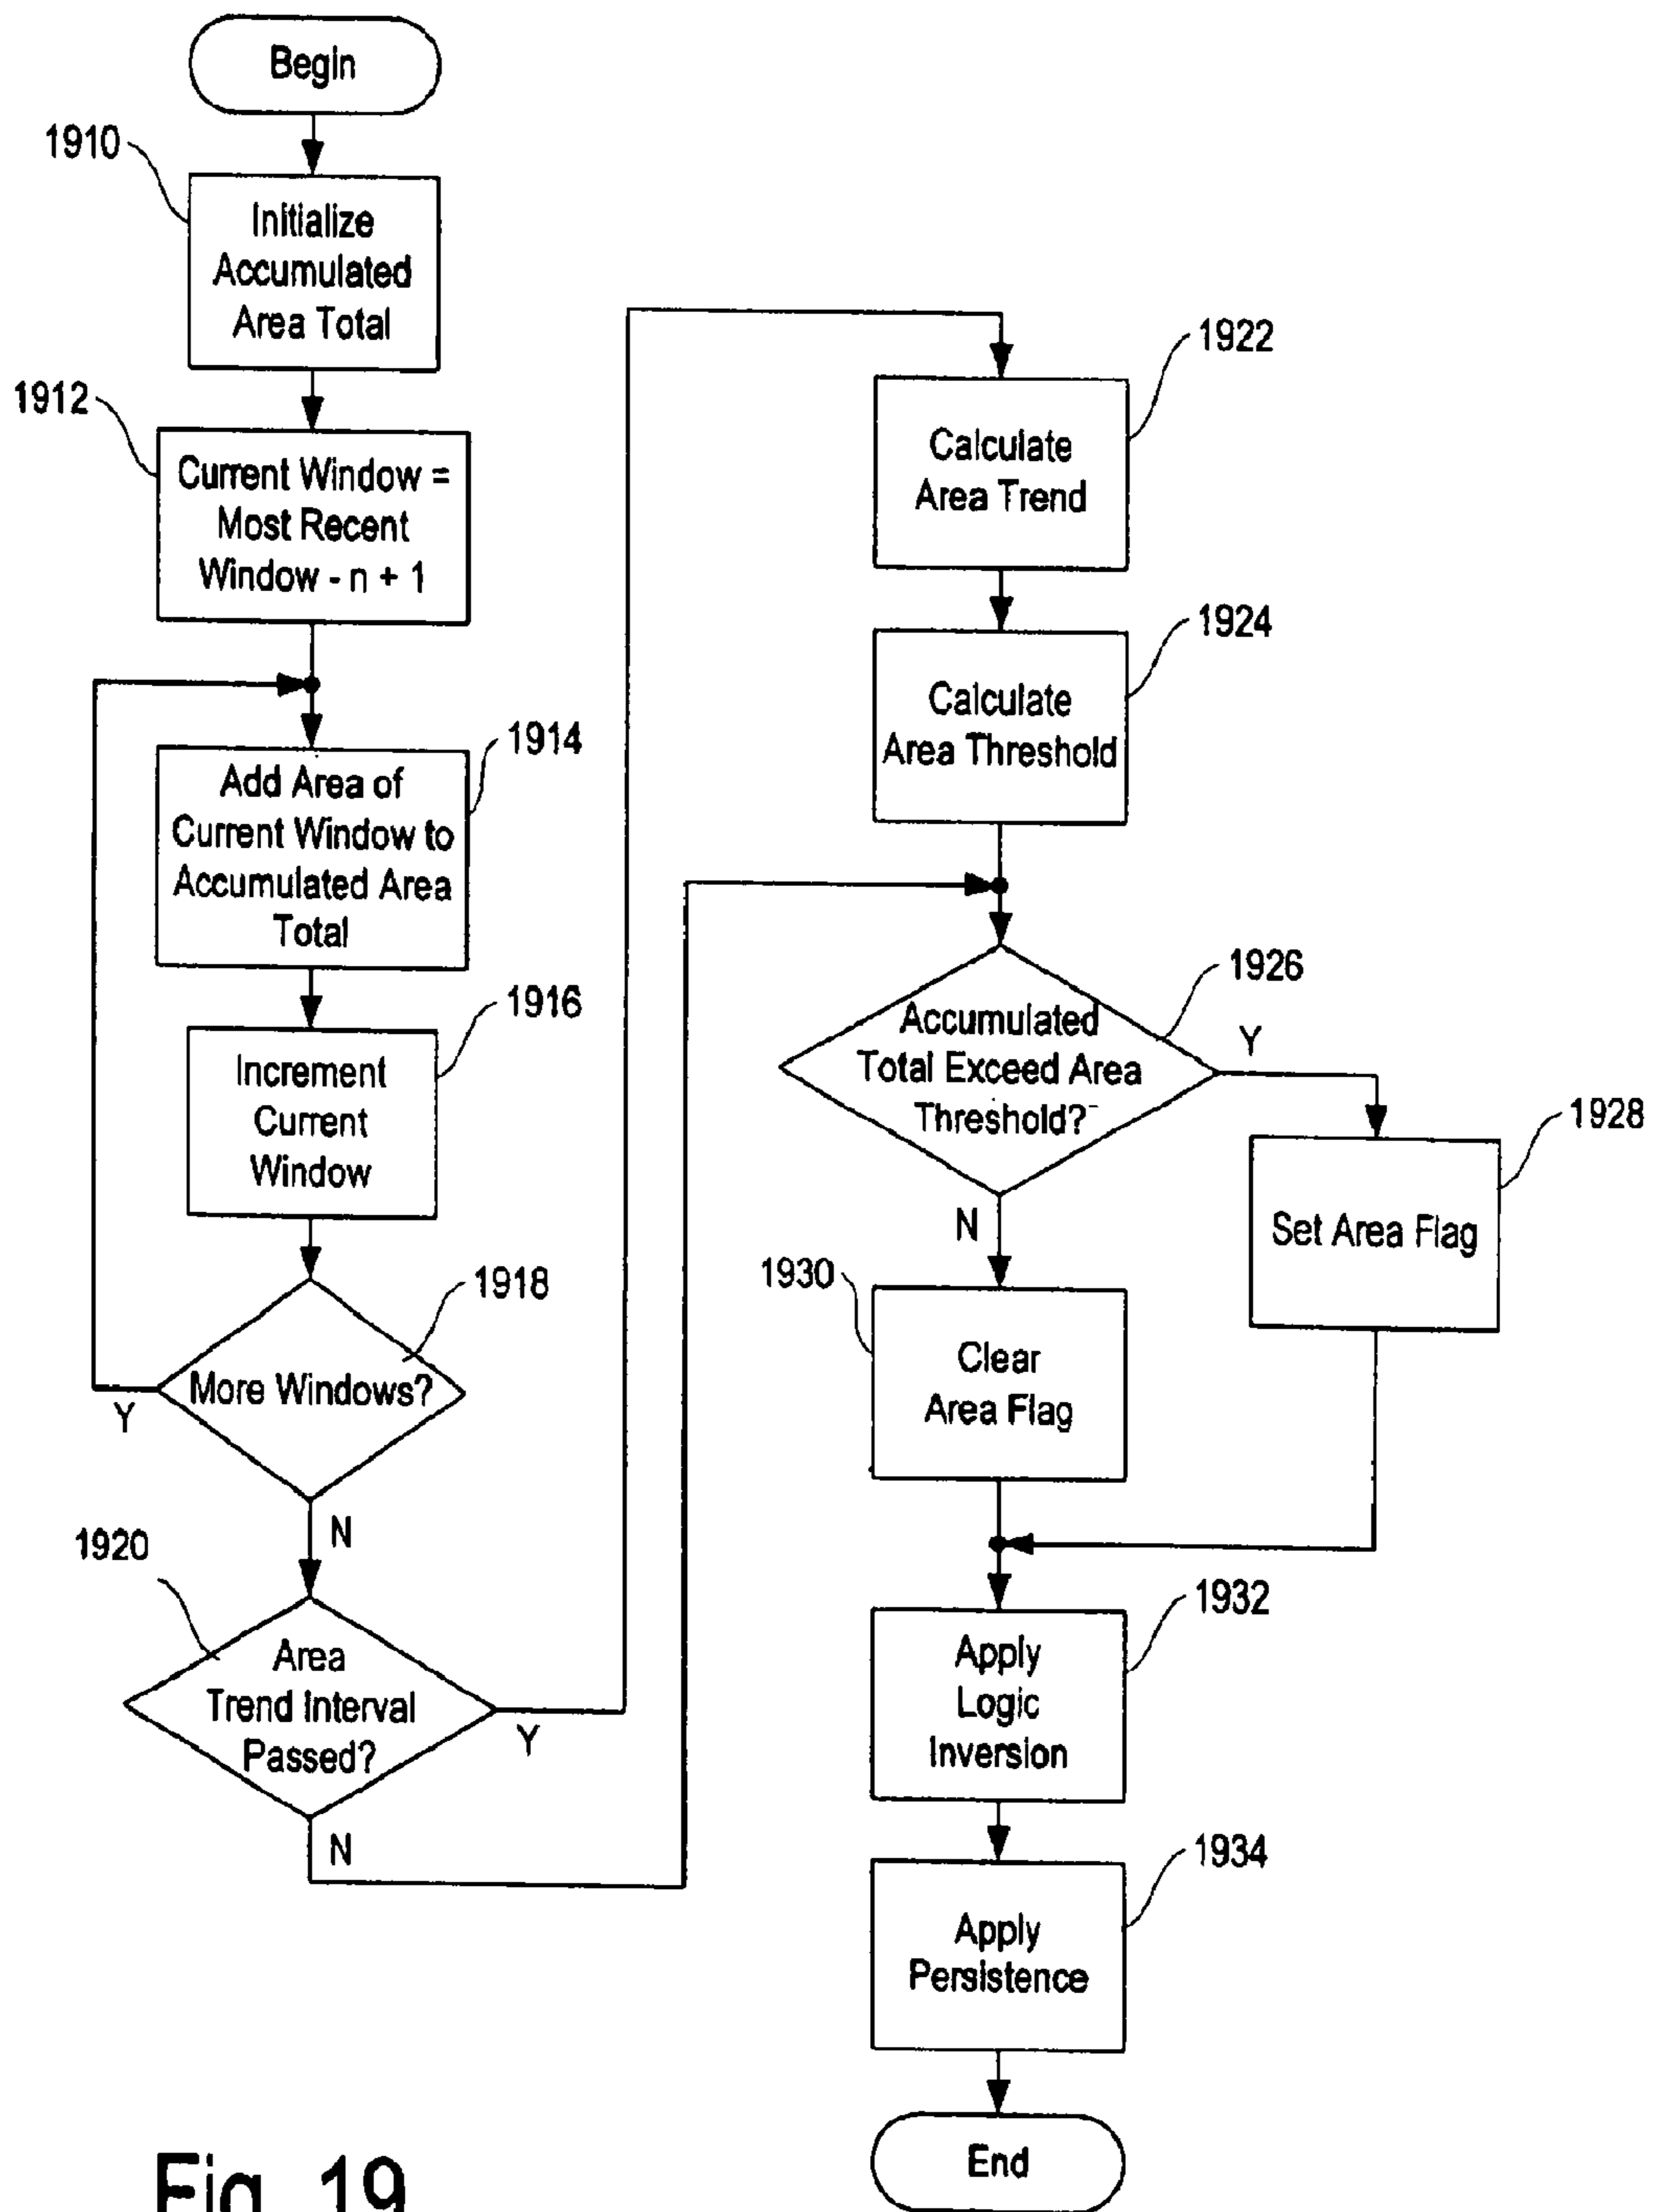 Begin
1910
Initialize
Accumulated
Area Total
1912
Current Window =
Most Recent
Window - n + 1
1914
Add Area of
Current Window to
Accumulated Area
Total
1916
Increment
Current
Window
1918
More Windows?
Y
N
1920
Area
Trend Interval
Passed?
Y
N
1922
Calculate
Area Trend
1924
Calculate
Area Threshold
1926
Accumulated
Total Exceed Area
Threshold?
Y
N
1928
Set Area Flag
1930
Clear
Area Flag
1932
Apply
Logic
Inversion
1934
Apply
Persistence
End
Fig. 19